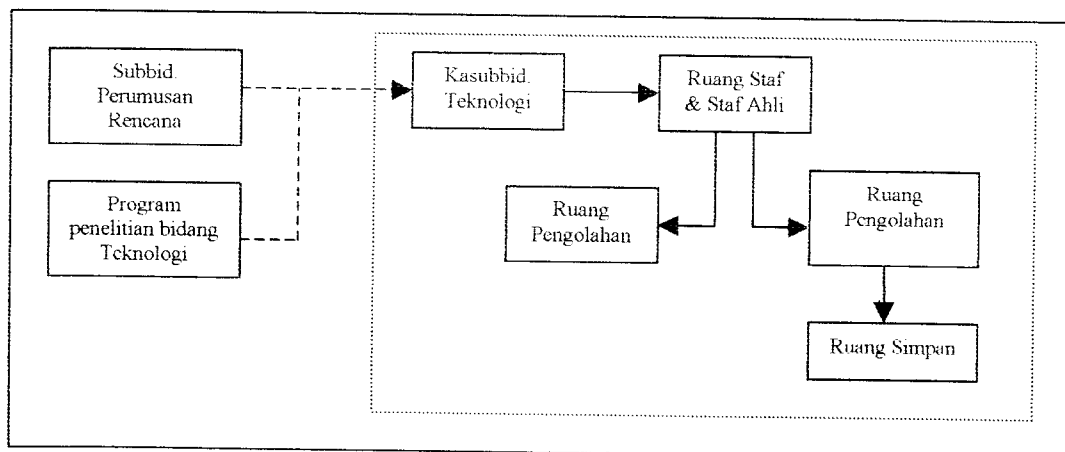 Subbid.
Perumusan
Rencana
Program
penelitian bidang
Teknologi
Kasubbid.
Teknologi
Ruang Staf
& Staf Ahli
Ruang
Pengolahan
Ruang
Pengolahan
Ruang Simpan